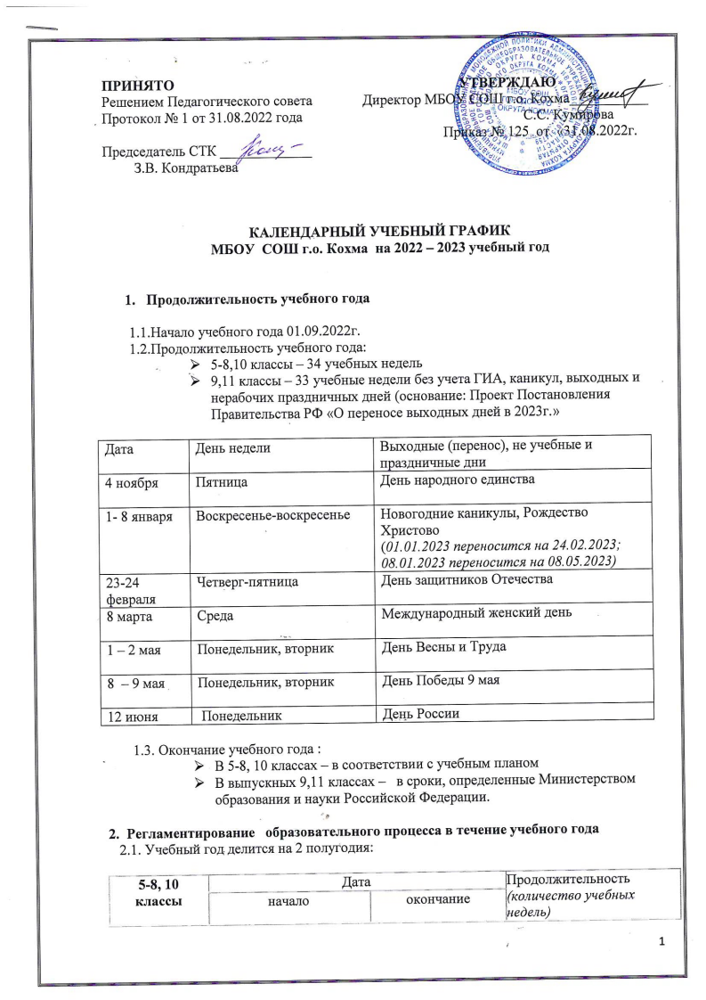 ПРИНЯТО
Решением Педагогического совета
Протокол № 1 от 31.08.2022 года
Председатель СТК _____________
З.В. Кондратьева
УТВЕРЖДАЮ
Директор МБОУ СОШ г.о. Кохма
С.С. Кумирова
Приказ № 125 от 31.08.2022г.
КАЛЕНДАРНЫЙ УЧЕБНЫЙ ГРАФИК
МБОУ СОШ г.о. Кохма на 2022 – 2023 учебный год
1. Продолжительность учебного года
1.1.Начало учебного года 01.09.2022г.
1.2.Продолжительность учебного года:
➢ 5-8,10 классы – 34 учебных недель
➢ 9,11 классы – 33 учебные недели без учета ГИА, каникул, выходных и
нерабочих праздничных дней (основание: Проект Постановления
Правительства РФ «О переносе выходных дней в 2023г.»
Дата День недели Выходные (перенос), не учебные и
праздничные дни
4 ноября Пятница День народного единства
1- 8 января Воскресенье-воскресенье Новогодние каникулы, Рождество
Христово
(01.01.2023 переносится на 24.02.2023;
08.01.2023 переносится на 08.05.2023)
23-24 Четверг-пятница День защитников Отечества
февраля
8 марта Среда Международный женский день
1 – 2 мая Понедельник, вторник День Весны и Труда
8 – 9 мая Понедельник, вторник День Победы 9 мая
12 июня Понедельник День России
1.3. Окончание учебного года :
➢ В 5-8, 10 классах – в соответствии с учебным планом
➢ В выпускных 9,11 классах – в сроки, определенные Министерством
образования и науки Российской Федерации.
2. Регламентирование образовательного процесса в течение учебного года
2.1. Учебный год делится на 2 полугодия:
5-8, 10 Дата Продолжительность
классы начало окончание (количество учебных
недель)
1